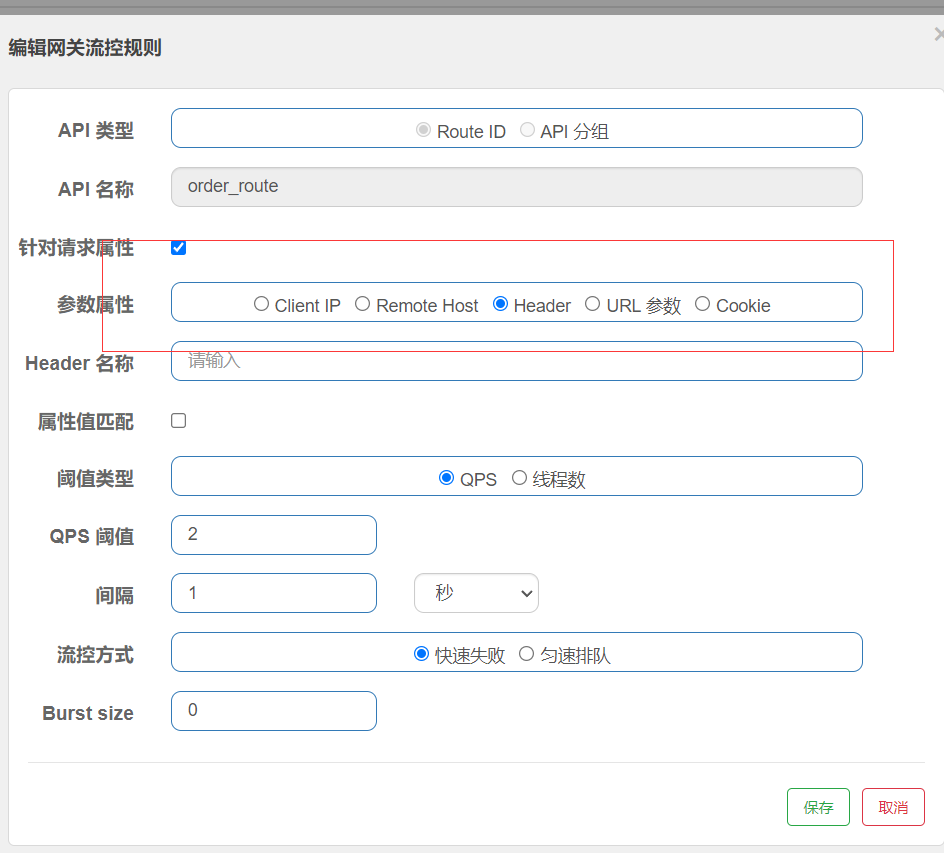 编辑网关流控规则
×
API 类型 Route ID API 分组
API 名称 order_route
针对请求属性
参数属性 Client IP Remote Host Header URL 参数 Cookie
Header 名称 请输入
属性值匹配
阈值类型 QPS 线程数
QPS 阈值 2
间隔 1 秒
流控方式 快速失败 匀速排队
Burst size 0
保存 取消